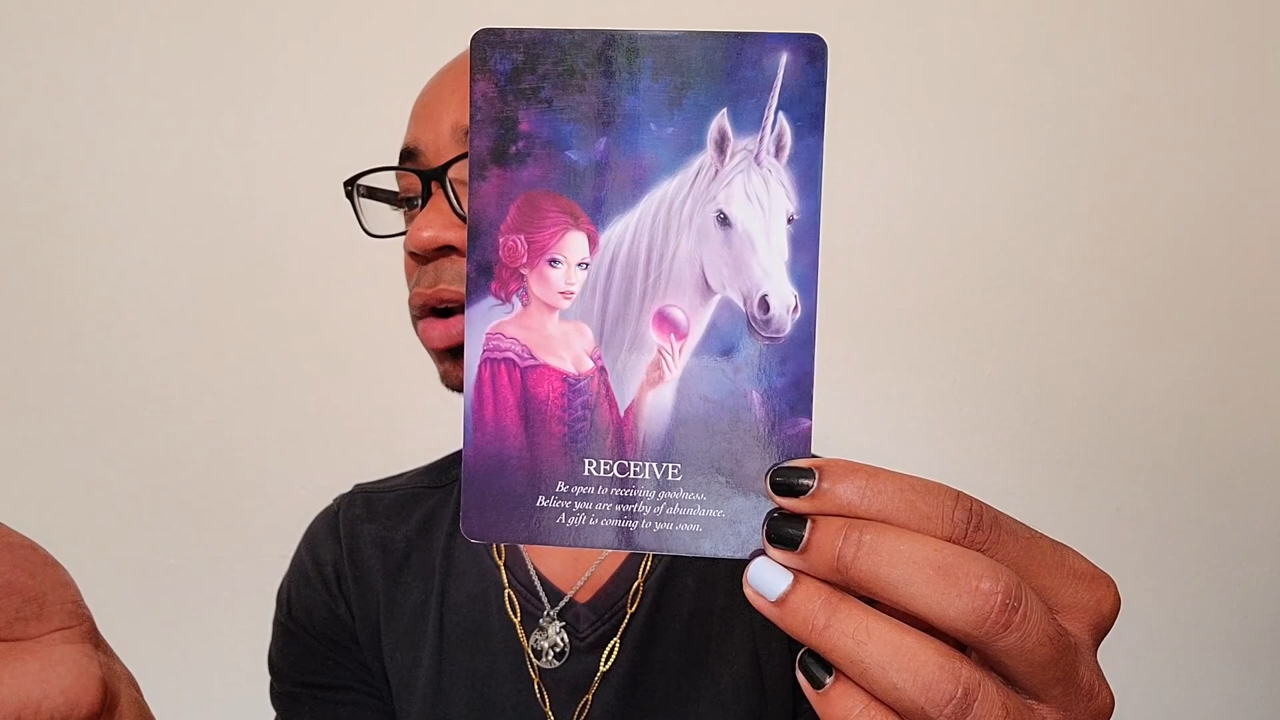 RECEIVE
Be open to receiving goodness.
Believe you are worthy of abundance.
A gift is coming to you soon.